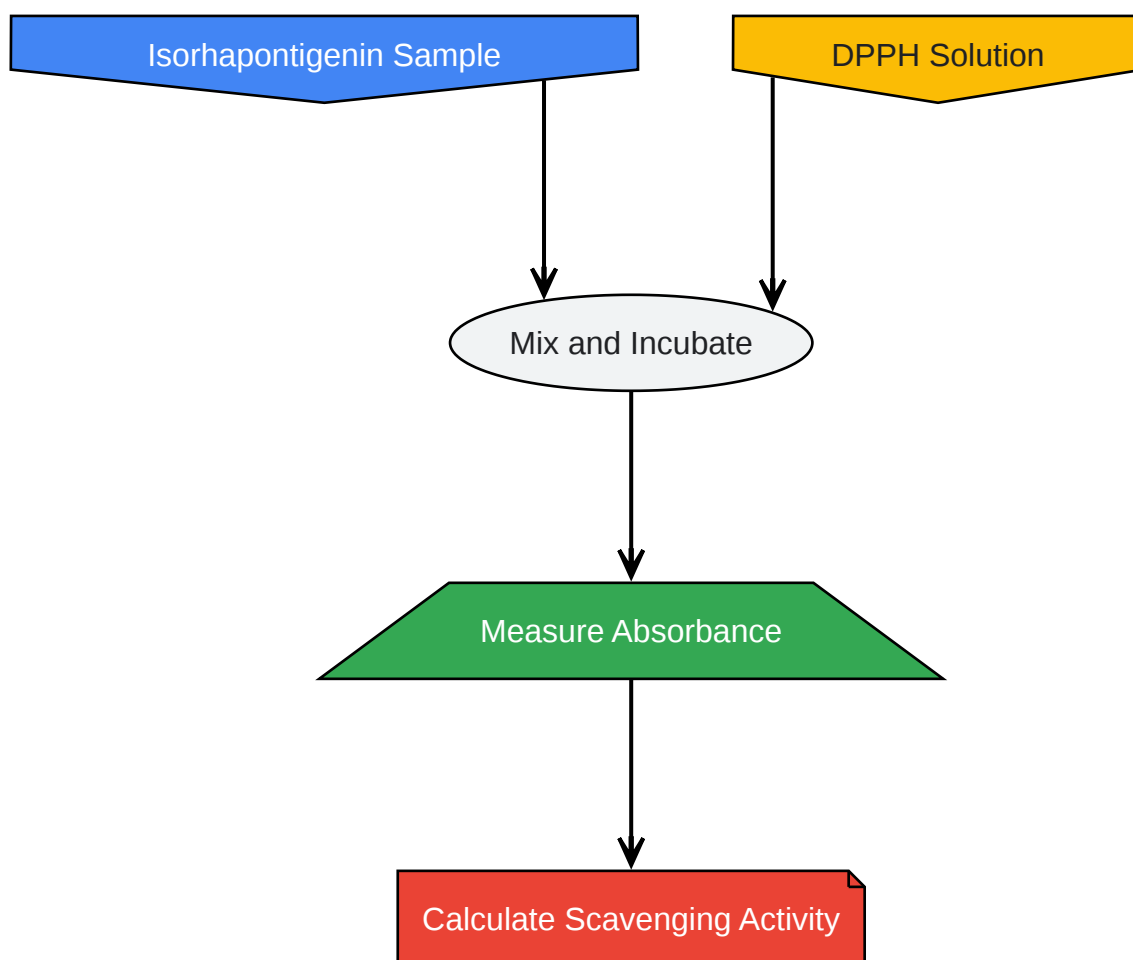 Isorhapontigenin Sample
DPPH Solution
Mix and Incubate
Measure Absorbance
Calculate Scavenging Activity